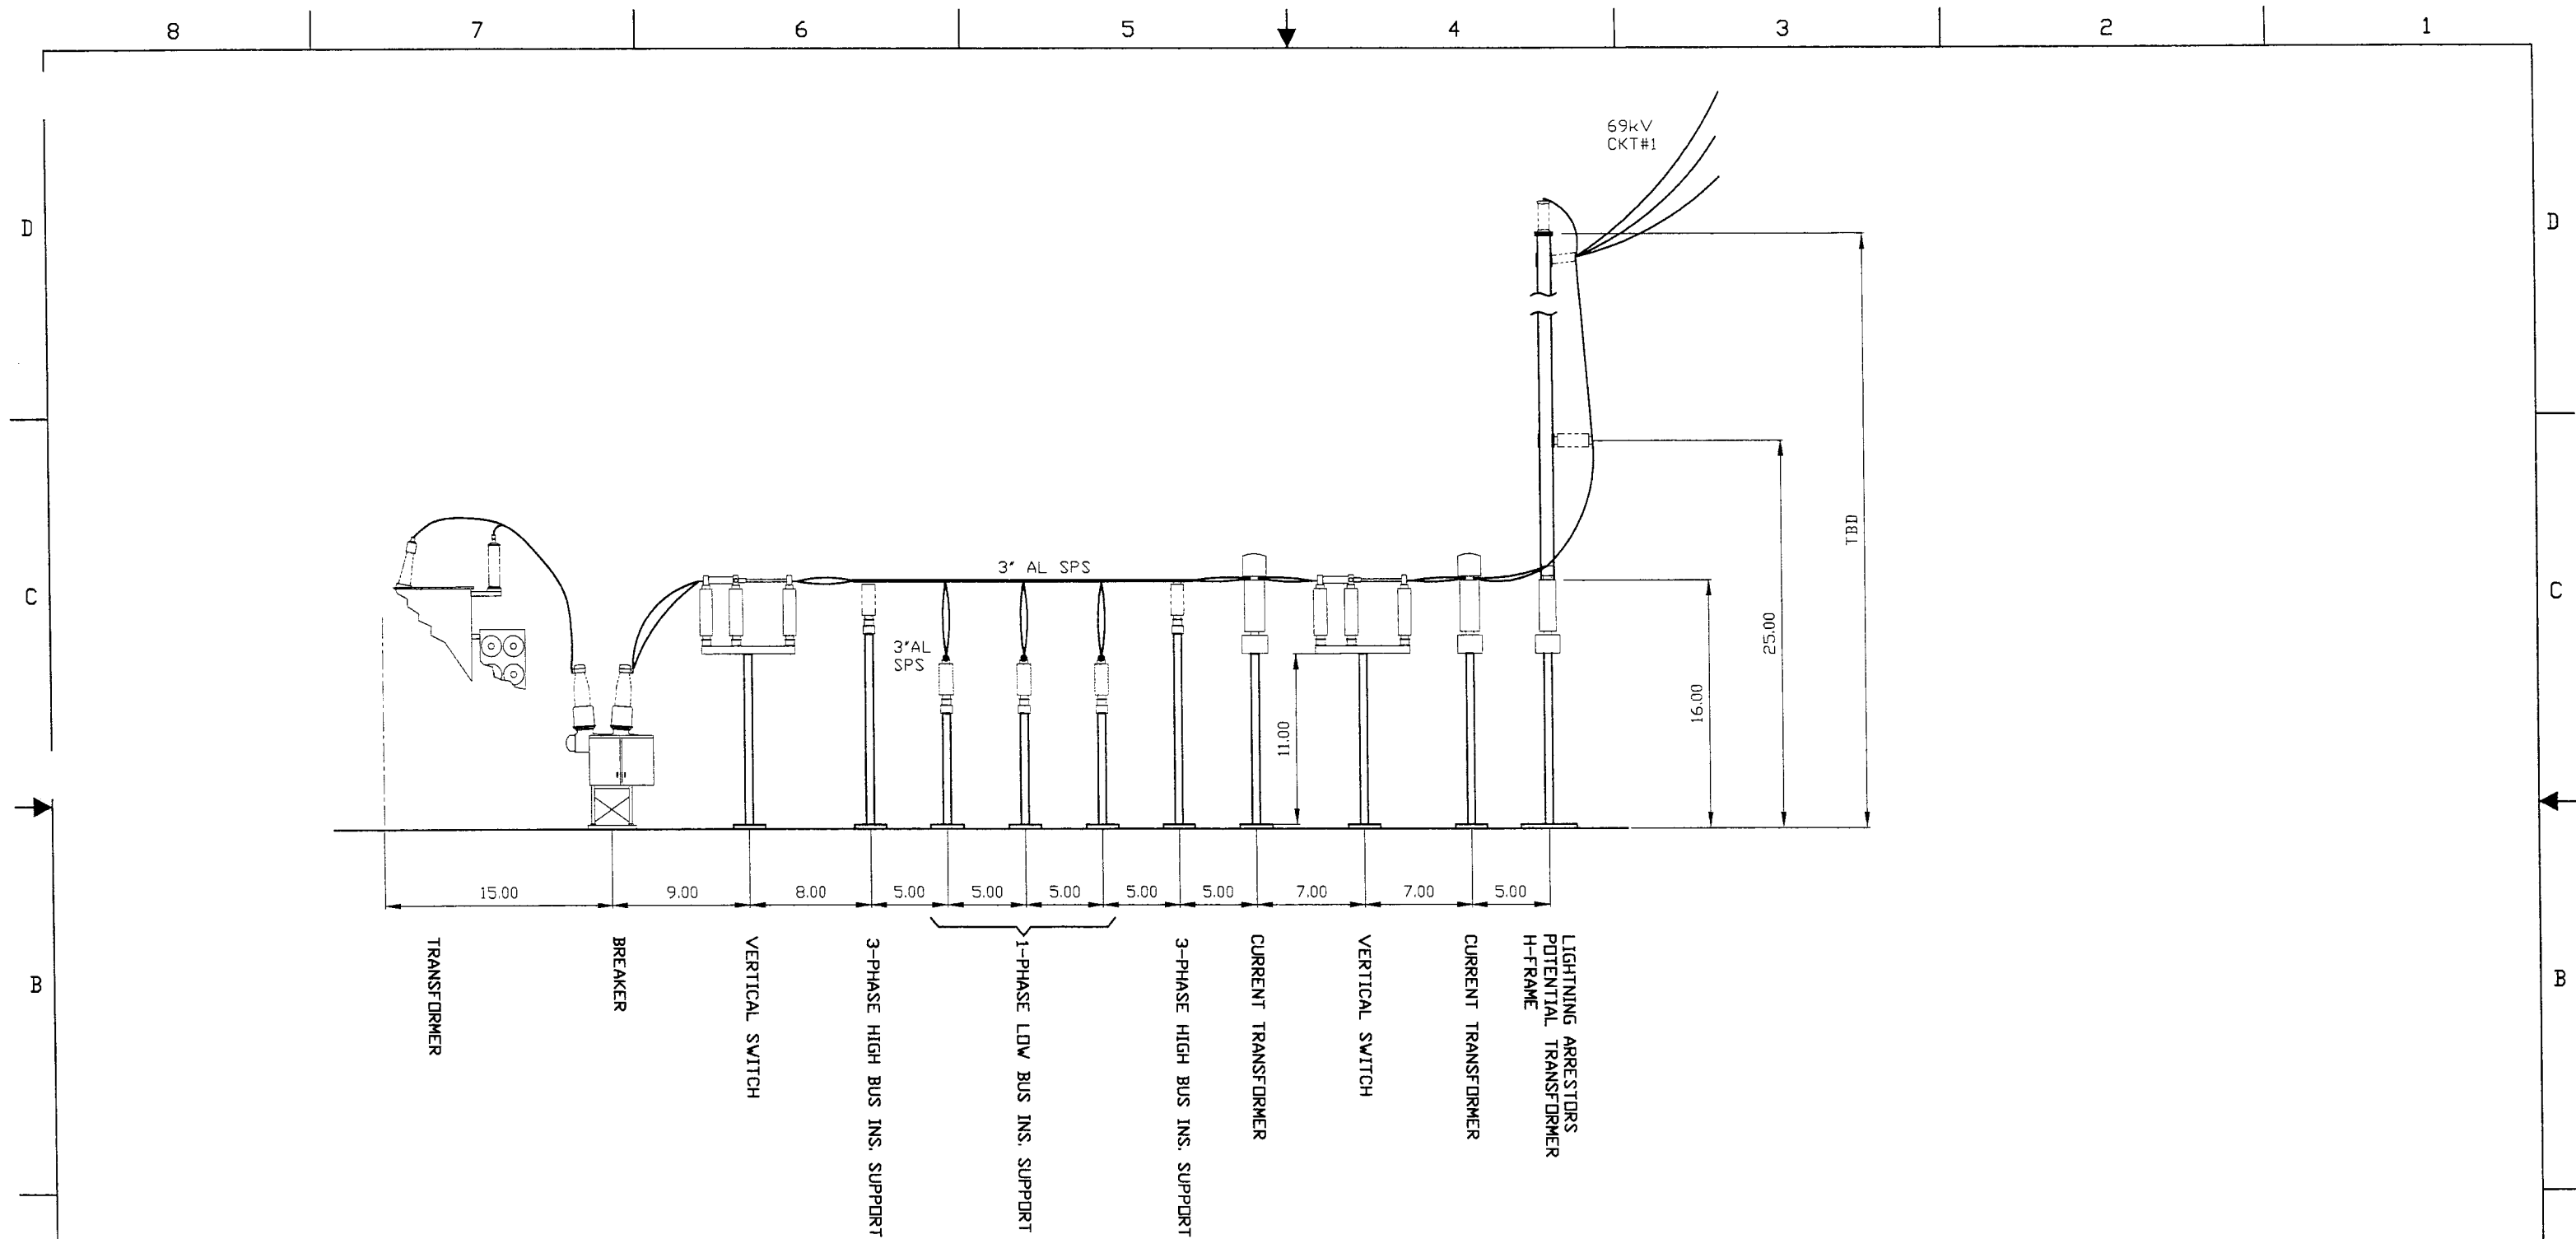 8 7 6 5 4 3 2 1
69kV
CKT#1
D
D
TBD
C
C
3" AL SPS
3"AL
SPS
25.00
16.00
11.00
15.00 9.00 8.00 5.00 5.00 5.00 5.00 5.00 7.00 7.00 5.00
TRANSFORMER
BREAKER
VERTICAL SWITCH
3-PHASE HIGH BUS INS. SUPPORT
1-PHASE LOW BUS INS. SUPPORT
3-PHASE HIGH BUS INS. SUPPORT
CURRENT TRANSFORMER
VERTICAL SWITCH
CURRENT TRANSFORMER
LIGHTNING ARRESTORS
POTENTIAL TRANSFORMER
H-FRAME
B
B